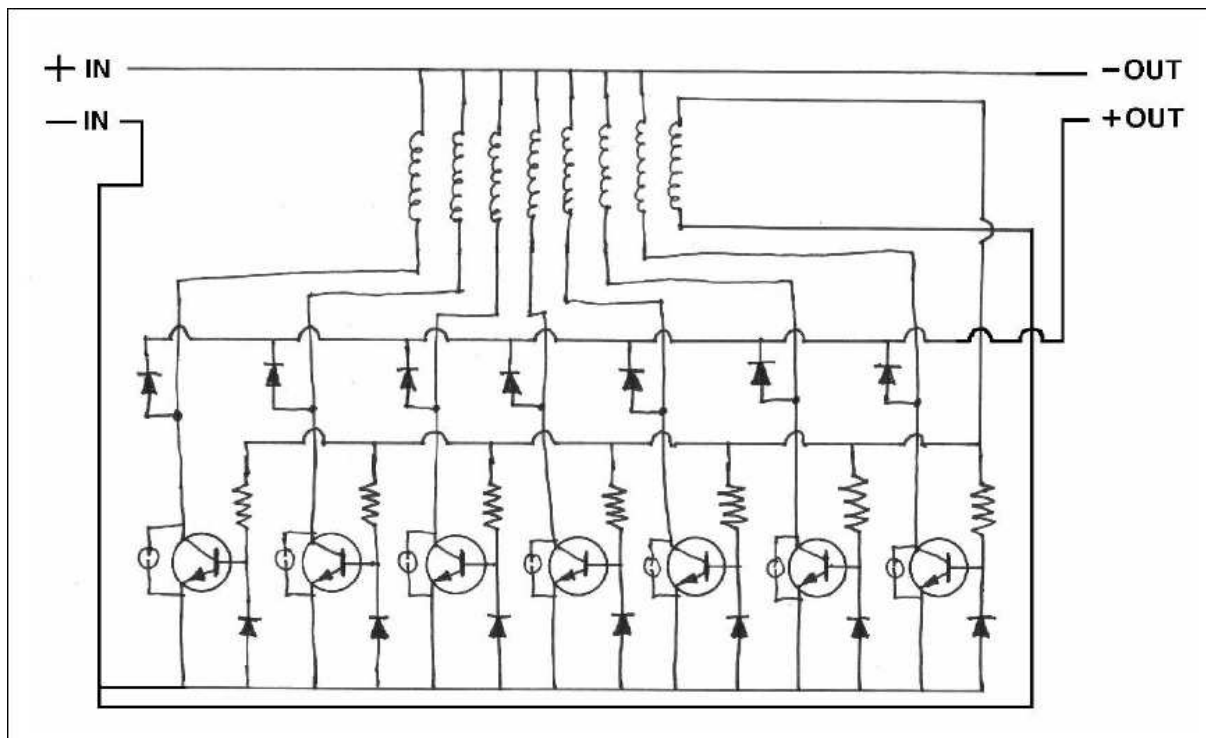 + IN
-OUT
— IN
+OUT